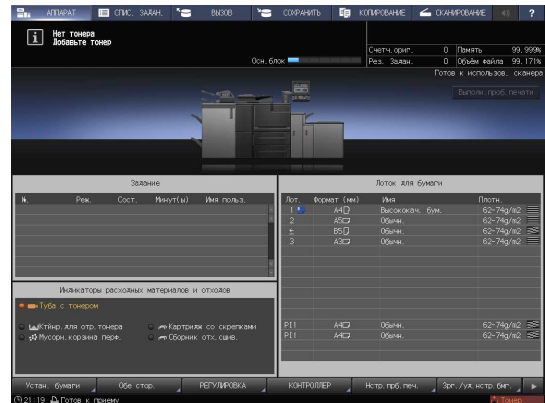 АППАРАТ СПИС. ЗАДАН. ВЫЗОВ СОХРАНИТЬ КОПИРОВАНИЕ СКАНИРОВАНИЕ ?
Нет тонера
Добавьте тонер
Осн. блок
Счетч. ориг. 0 Память 99,999%
Рез. Задан. 0 Объём файла 99,171%
Готов к использов. сканера
Выполн. проб. печати
Задание
№. Реж. Сост. Минут(ы) Имя польз.
Лоток для бумаги
Лот. Формат (мм) Имя Плотн.
1 A4 Высококач. бум. 62-74g/m2
2 A5 Обычн. 62-74g/m2
B5 Обычн. 62-74g/m2
3 A3 Обычн. 62-74g/m2
PI1 A4 Обычн. 62-74g/m2
PI1 A4 Обычн. 62-74g/m2
Индикаторы расходных материалов и отходов
Туба с тонером
Ктйнр. для отр. тонера Картридж со скрепками
Мусорн. корзина перф. Сборник отх. сшив.
Устан. бумаги Обе стор. РЕГУЛИРОВКА КОНТРОЛЛЕР Нстр. прб. печ. Зрг./уд. нстр. бмг.
21:19 Готов к приему Тонер